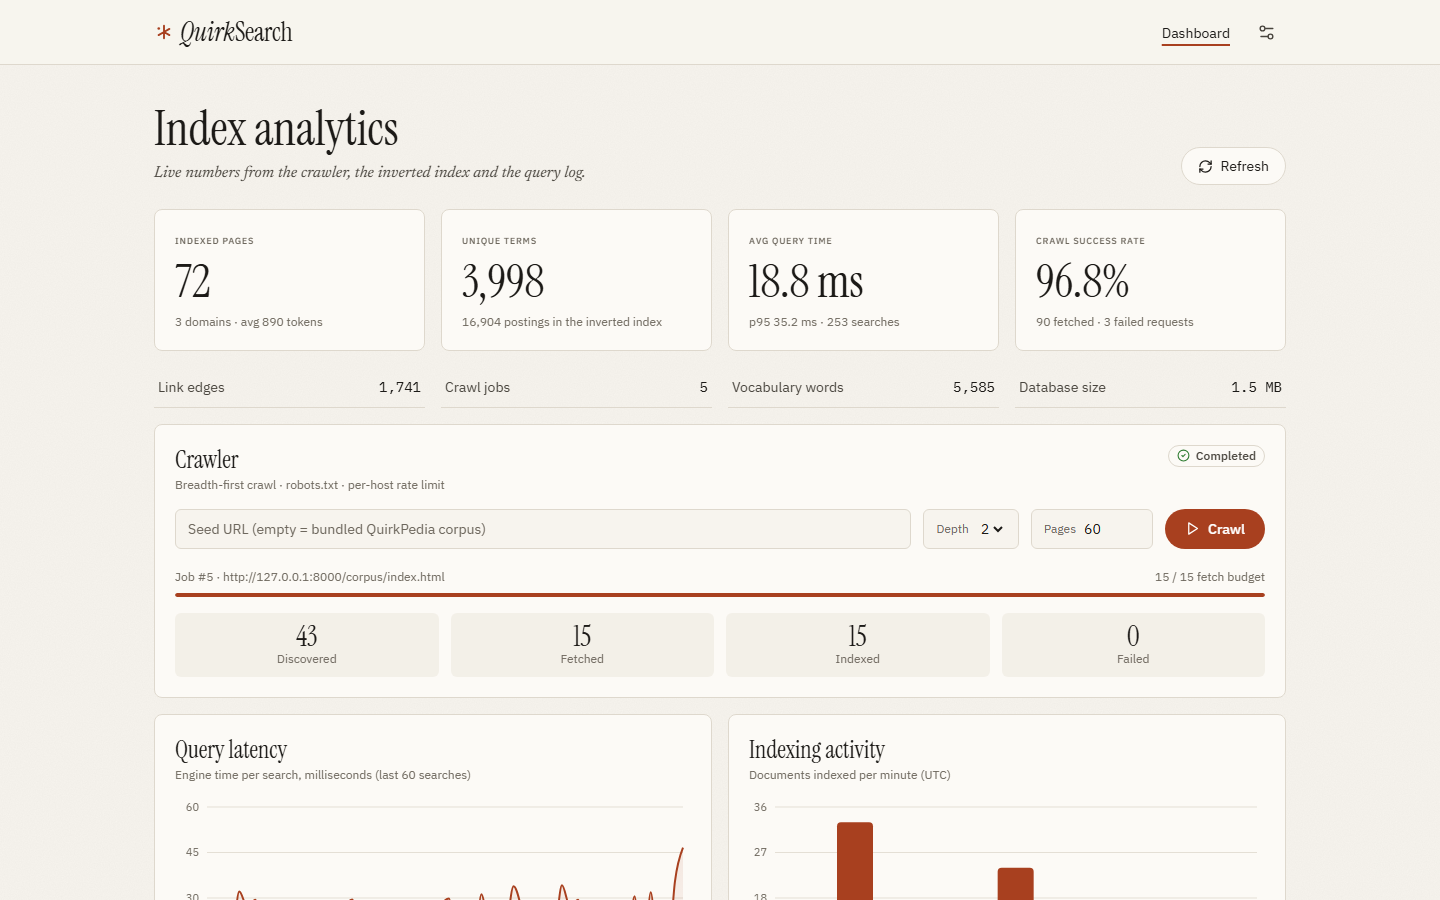 QuirkSearch
Dashboard
Index analytics
Live numbers from the crawler, the inverted index and the query log.
Refresh
INDEXED PAGES
72
3 domains · avg 890 tokens
UNIQUE TERMS
3,998
16,904 postings in the inverted index
AVG QUERY TIME
18.8 ms
p95 35.2 ms · 253 searches
CRAWL SUCCESS RATE
96.8%
90 fetched · 3 failed requests
Link edges 1,741
Crawl jobs 5
Vocabulary words 5,585
Database size 1.5 MB
Crawler
Completed
Breadth-first crawl · robots.txt · per-host rate limit
Seed URL (empty = bundled QuirkPedia corpus)
Depth 2
Pages 60
Crawl
Job #5 · http://127.0.0.1:8000/corpus/index.html
15 / 15 fetch budget
43
Discovered
15
Fetched
15
Indexed
0
Failed
Query latency
Engine time per search, milliseconds (last 60 searches)
60
45
30
Indexing activity
Documents indexed per minute (UTC)
36
27
18